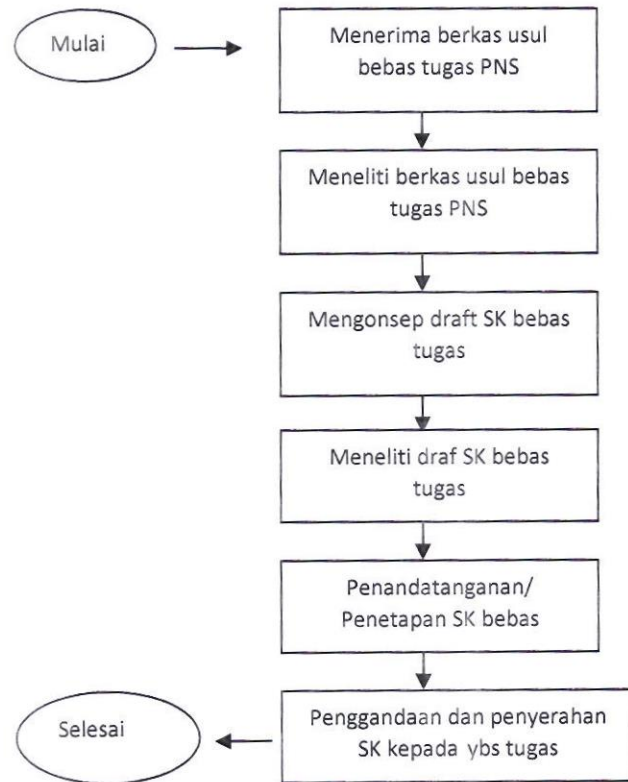 Mulai
Menerima berkas usul
bebas tugas PNS
Meneliti berkas usul bebas
tugas PNS
Mengonsep draft SK bebas
tugas
Meneliti draf SK bebas
tugas
Penandatanganan/
Penetapan SK bebas
Penggandaan dan penyerahan
SK kepada ybs tugas
Selesai